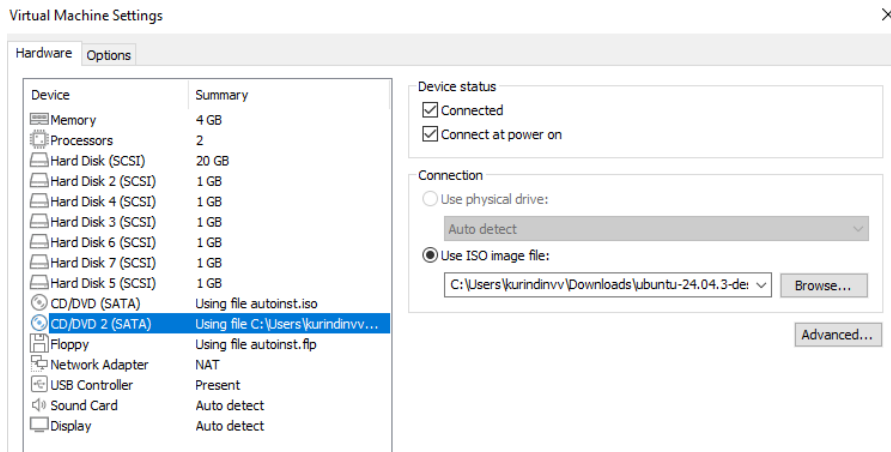 Virtual Machine Settings
Hardware Options
Device Summary
Memory 4 GB
Processors 2
Hard Disk (SCSI) 20 GB
Hard Disk 2 (SCSI) 1 GB
Hard Disk 4 (SCSI) 1 GB
Hard Disk 3 (SCSI) 1 GB
Hard Disk 6 (SCSI) 1 GB
Hard Disk 7 (SCSI) 1 GB
Hard Disk 5 (SCSI) 1 GB
CD/DVD (SATA) Using file autoinst.iso
CD/DVD 2 (SATA) Using file C:\Users\kurindinvv...
Floppy Using file autoinst.flp
Network Adapter NAT
USB Controller Present
Sound Card Auto detect
Display Auto detect
Device status
Connected
Connect at power on
Connection
Use physical drive:
Auto detect
Use ISO image file:
C:\Users\kurindinvv\Downloads\ubuntu-24.04.3-de Browse...
Advanced...